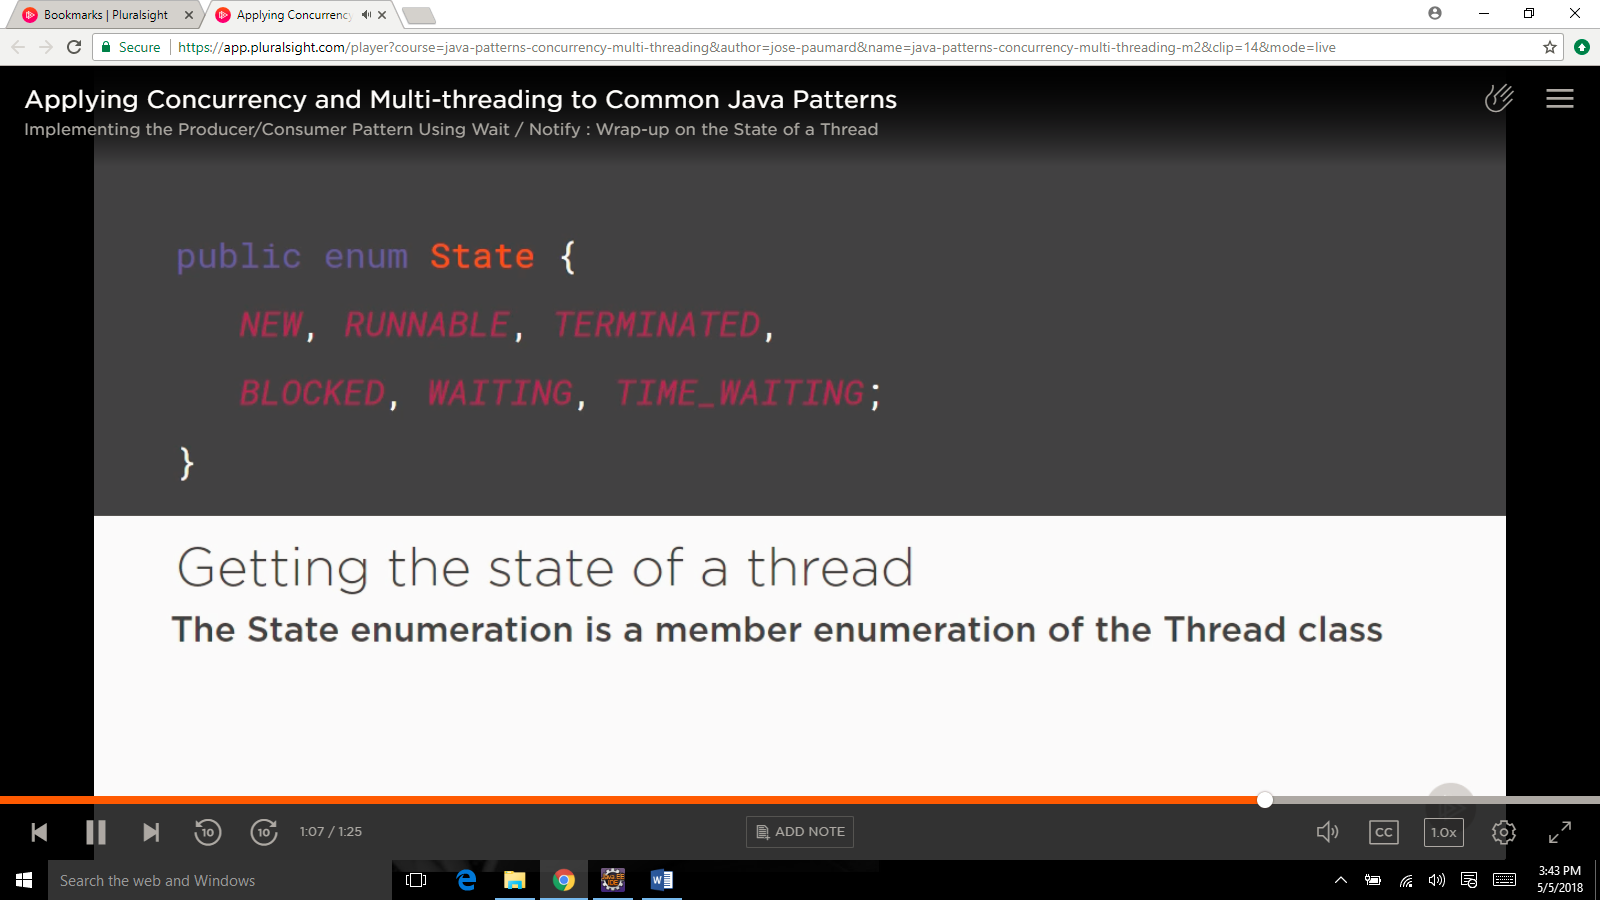 Bookmarks | Pluralsight
Applying Concurrency
Secure
https://app.pluralsight.com/player?course=java-patterns-concurrency-multi-threading&author=jose-paumard&name=java-patterns-concurrency-multi-threading-m2&clip=14&mode=live
Applying Concurrency and Multi-threading to Common Java Patterns
Implementing the Producer/Consumer Pattern Using Wait / Notify : Wrap-up on the State of a Thread
public enum State {
NEW, RUNNABLE, TERMINATED,
BLOCKED, WAITING, TIME_WAITING;
}
Getting the state of a thread
The State enumeration is a member enumeration of the Thread class
10
10
1:07 / 1:25
ADD NOTE
CC
1.0x
Search the web and Windows
3:43 PM
5/5/2018